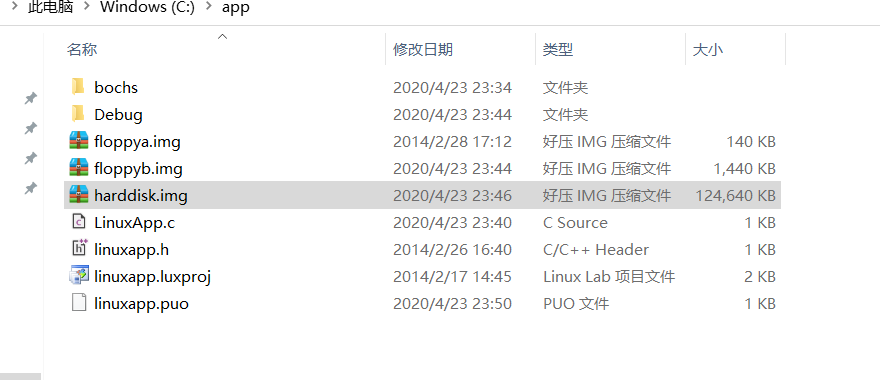 此电脑 > Windows (C:) > app
名称 修改日期 类型 大小
bochs 2020/4/23 23:34 文件夹
Debug 2020/4/23 23:44 文件夹
floppya.img 2014/2/28 17:12 好压 IMG 压缩文件 140 KB
floppyb.img 2020/4/23 23:44 好压 IMG 压缩文件 1,440 KB
harddisk.img 2020/4/23 23:46 好压 IMG 压缩文件 124,640 KB
LinuxApp.c 2020/4/23 23:40 C Source 1 KB
linuxapp.h 2014/2/26 16:40 C/C++ Header 1 KB
linuxapp.luxproj 2014/2/17 14:45 Linux Lab 项目文件 2 KB
linuxapp.puo 2020/4/23 23:50 PUO 文件 1 KB